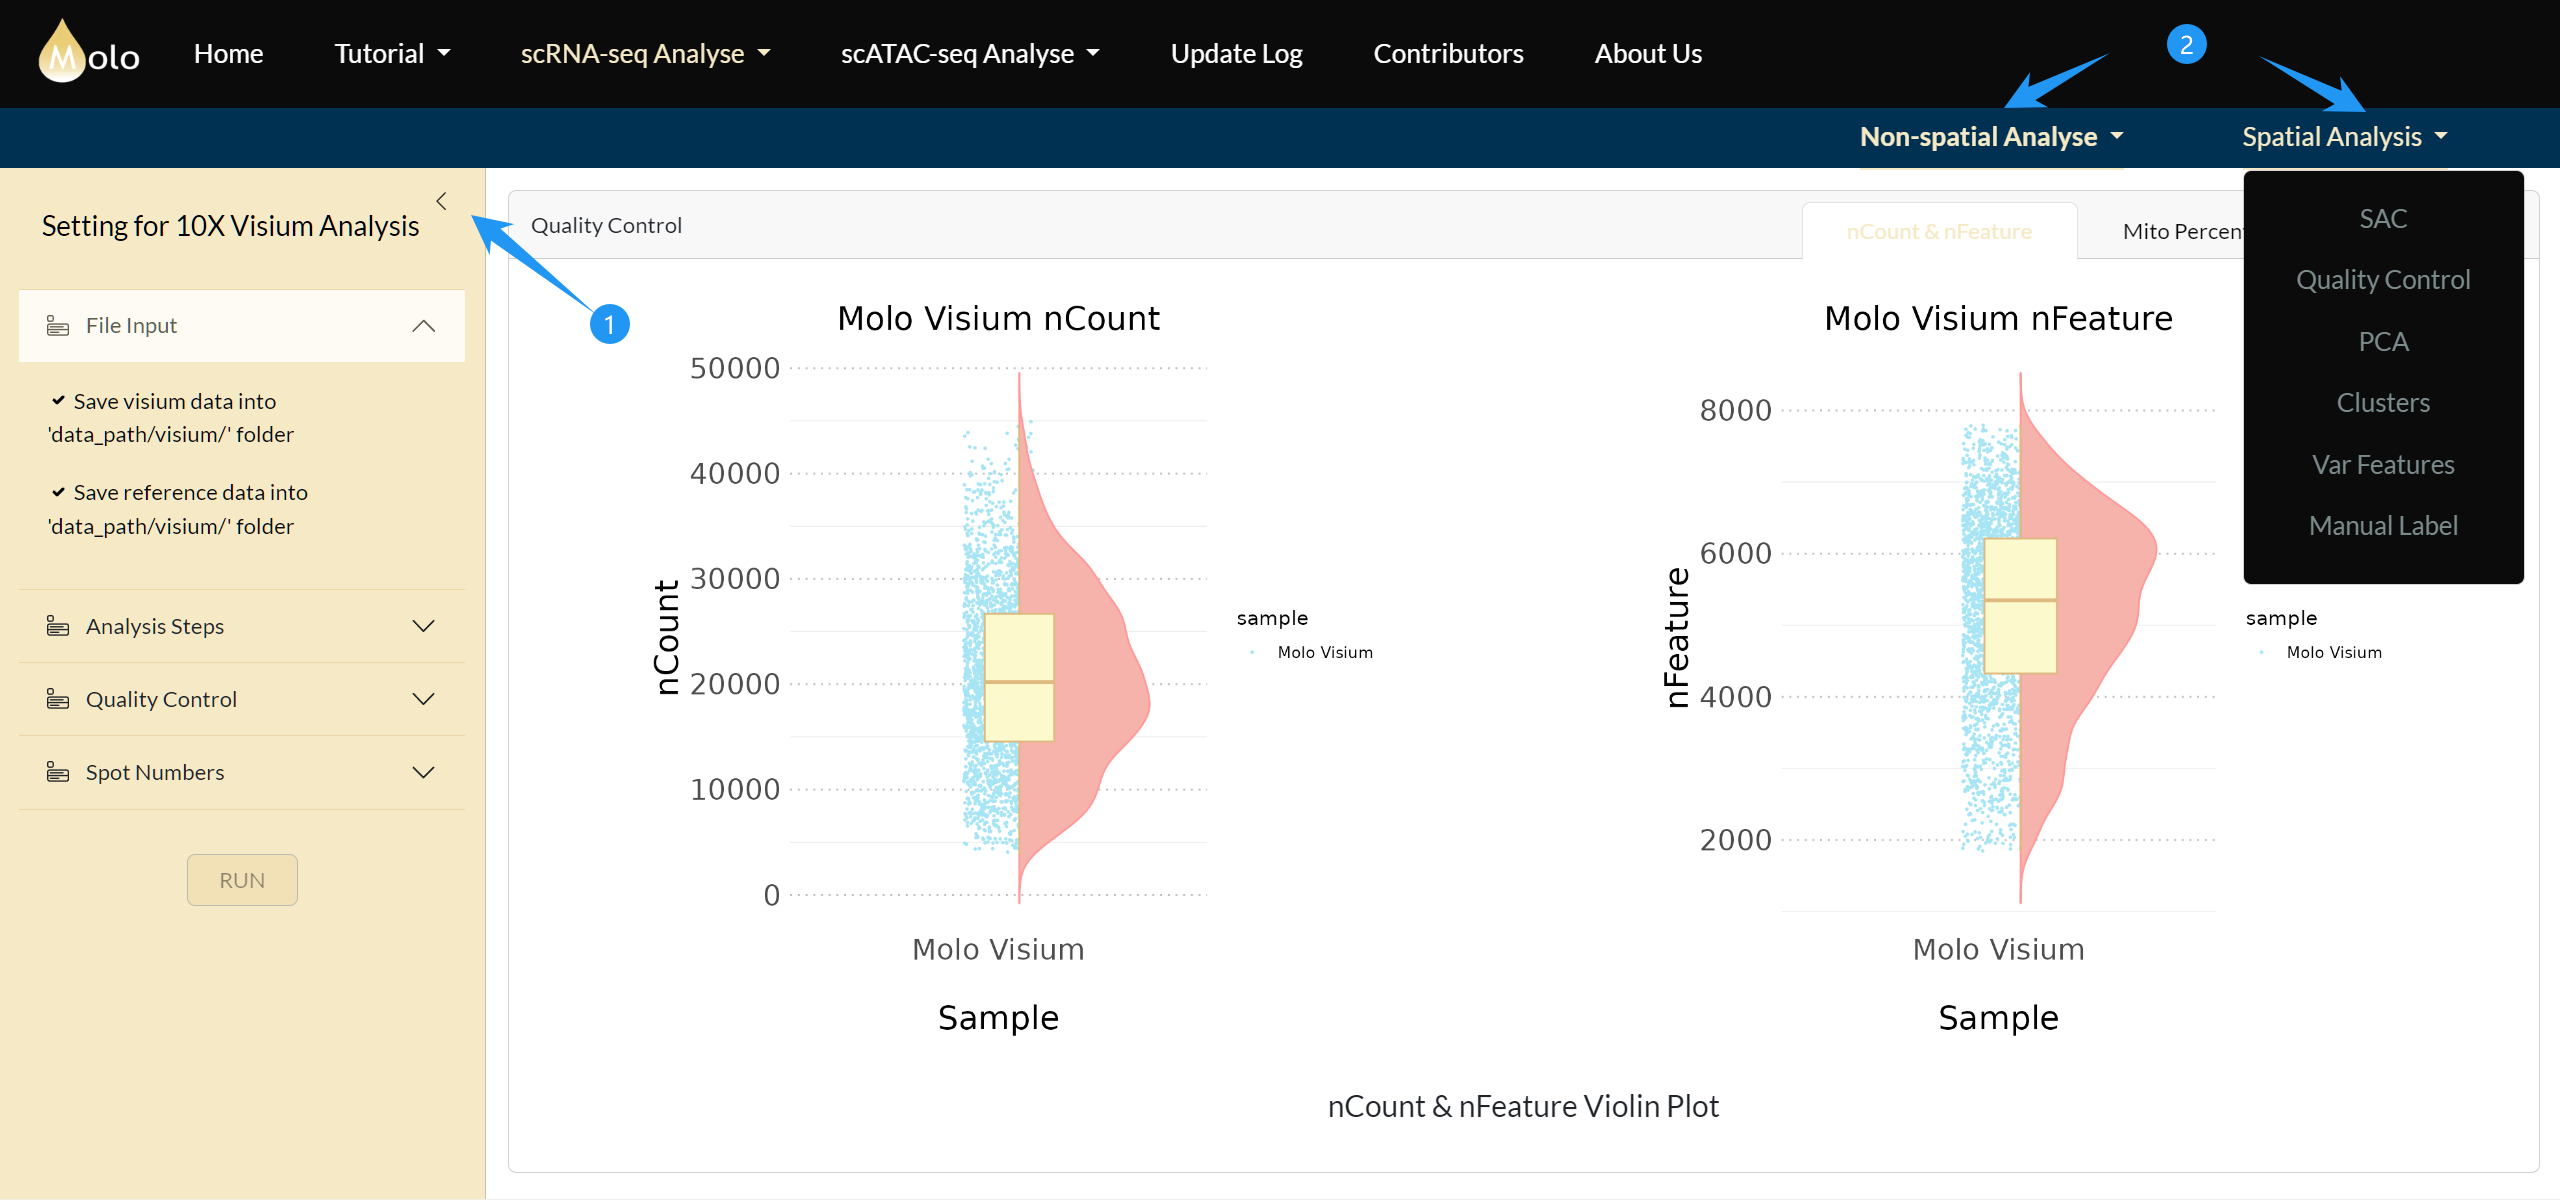 Molo
Home
Tutorial
scRNA-seq Analyse
scATAC-seq Analyse
Update Log
Contributors
About Us
2
Non-spatial Analyse
Spatial Analysis
Setting for 10X Visium Analysis
File Input
✔ Save visium data into
'data_path/visium/' folder
✔ Save reference data into
'data_path/visium/' folder
Analysis Steps
Quality Control
Spot Numbers
RUN
1
Quality Control
nCount & nFeature
Mito Percen
SAC
Quality Control
PCA
Clusters
Var Features
Manual Label
Molo Visium nCount
50000
40000
30000
20000
10000
0
nCount
Molo Visium
Sample
sample
Molo Visium
Molo Visium nFeature
8000
6000
4000
2000
nFeature
Molo Visium
Sample
sample
Molo Visium
nCount & nFeature Violin Plot